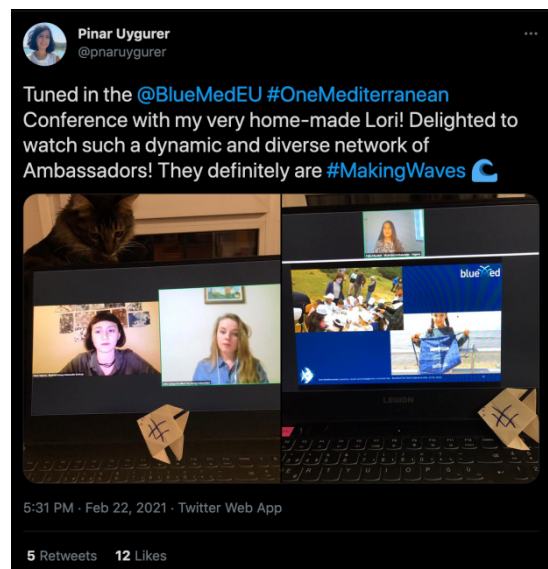 Pinar Uygurer
@pnaruygurer
Tuned in the @BlueMedEU #OneMediterranean
Conference with my very home-made Lori! Delighted to
watch such a dynamic and diverse network of
Ambassadors! They definitely are #MakingWaves 🌊
bluemed
LEGION
5:31 PM · Feb 22, 2021 · Twitter Web App
5 Retweets 12 Likes